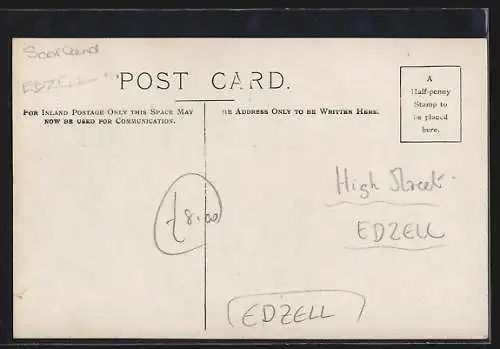 Scotland
EDZELL
POST CARD.
FOR INLAND POSTAGE ONLY THIS SPACE MAY
NOW BE USED FOR COMMUNICATION.
HE ADDRESS ONLY TO BE WRITTEN HERE.
A
Half-penny
Stamp to
be placed
here.
High Street.
EDZELL
£8.00
EDZELL